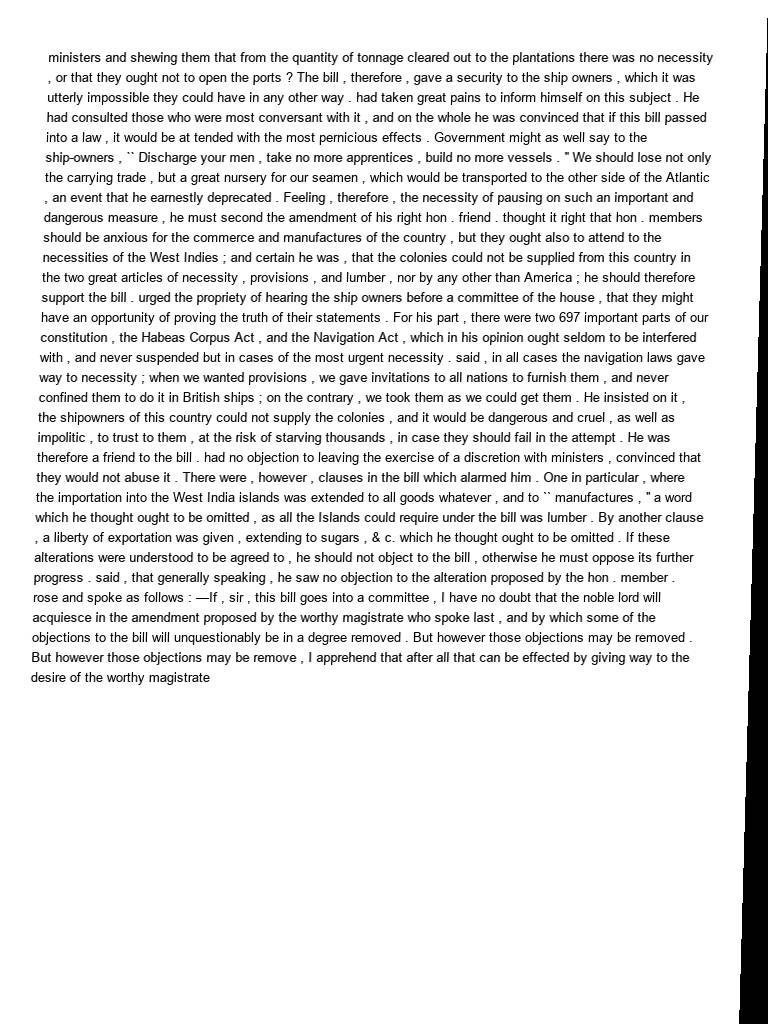 ministers and shewing them that from the quantity of tonnage cleared out to the plantations there was no necessity
, or that they ought not to open the ports ? The bill , therefore , gave a security to the ship owners , which it was
utterly impossible they could have in any other way . had taken great pains to inform himself on this subject . He
had consulted those who were most conversant with it , and on the whole he was convinced that if this bill passed
into a law , it would be at tended with the most pernicious effects . Government might as well say to the
ship-owners , `` Discharge your men , take no more apprentices , build no more vessels . " We should lose not only
the carrying trade , but a great nursery for our seamen , which would be transported to the other side of the Atlantic
, an event that he earnestly deprecated . Feeling , therefore , the necessity of pausing on such an important and
dangerous measure , he must second the amendment of his right hon . friend . thought it right that hon . members
should be anxious for the commerce and manufactures of the country , but they ought also to attend to the
necessities of the West Indies ; and certain he was , that the colonies could not be supplied from this country in
the two great articles of necessity , provisions , and lumber , nor by any other than America ; he should therefore
support the bill . urged the propriety of hearing the ship owners before a committee of the house , that they might
have an opportunity of proving the truth of their statements . For his part , there were two 697 important parts of our
constitution , the Habeas Corpus Act , and the Navigation Act , which in his opinion ought seldom to be interfered
with , and never suspended but in cases of the most urgent necessity . said , in all cases the navigation laws gave
way to necessity ; when we wanted provisions , we gave invitations to all nations to furnish them , and never
confined them to do it in British ships ; on the contrary , we took them as we could get them . He insisted on it ,
the shipowners of this country could not supply the colonies , and it would be dangerous and cruel , as well as
impolitic , to trust to them , at the risk of starving thousands , in case they should fail in the attempt . He was
therefore a friend to the bill . had no objection to leaving the exercise of a discretion with ministers , convinced that
they would not abuse it . There were , however , clauses in the bill which alarmed him . One in particular , where
the importation into the West India islands was extended to all goods whatever , and to `` manufactures , " a word
which he thought ought to be omitted , as all the Islands could require under the bill was lumber . By another clause
, a liberty of exportation was given , extending to sugars , & c. which he thought ought to be omitted . If these
alterations were understood to be agreed to , he should not object to the bill , otherwise he must oppose its further
progress . said , that generally speaking , he saw no objection to the alteration proposed by the hon . member .
rose and spoke as follows : —If , sir , this bill goes into a committee , I have no doubt that the noble lord will
acquiesce in the amendment proposed by the worthy magistrate who spoke last , and by which some of the
objections to the bill will unquestionably be in a degree removed . But however those objections may be removed .
But however those objections may be remove , I apprehend that after all that can be effected by giving way to the
desire of the worthy magistrate